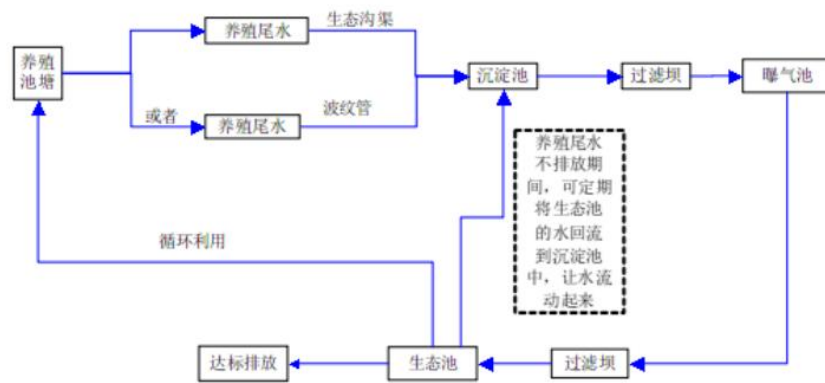 生态沟渠
养殖尾水
养殖
池塘
沉淀池
过滤坝
曝气池
或者
波纹管
养殖尾水
养殖尾水
不排放期
间，可定期
将生态池
的水回流
到沉淀池
中，让水流
动起来
循环利用
达标排放
生态池
过滤坝